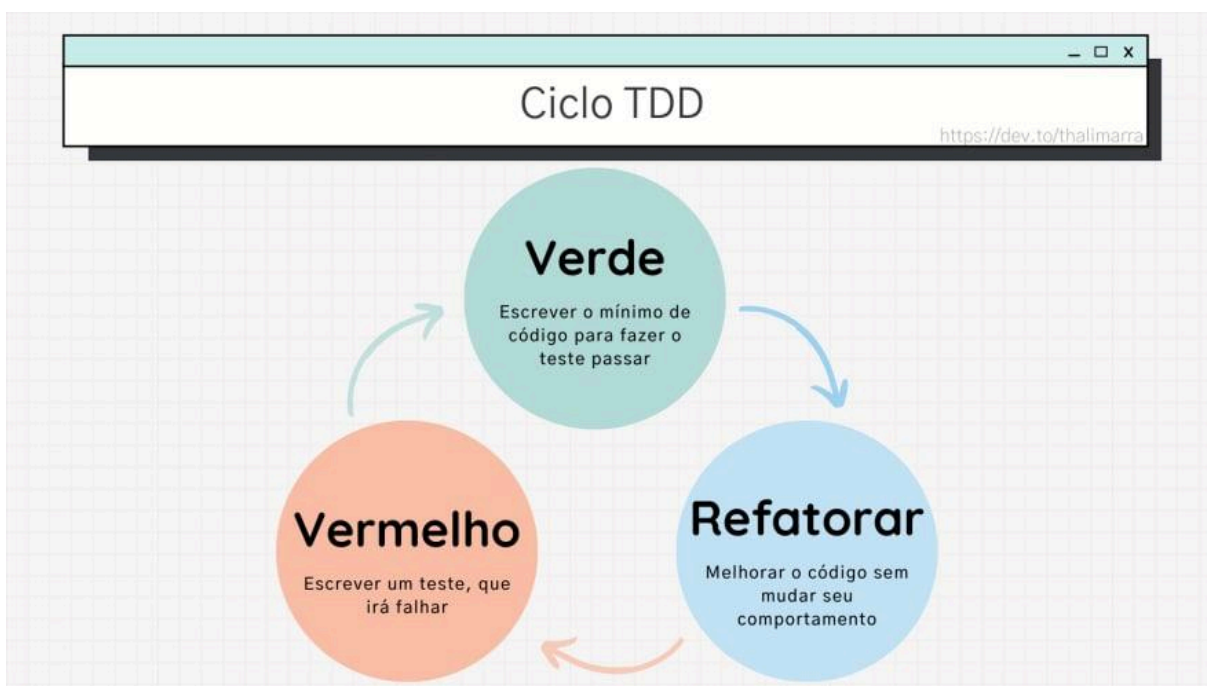 Ciclo TDD
https://dev.to/thalimarra
Verde
Escrever o mínimo de
código para fazer o
teste passar
Vermelho
Escrever um teste, que
irá falhar
Refatorar
Melhorar o código sem
mudar seu
comportamento